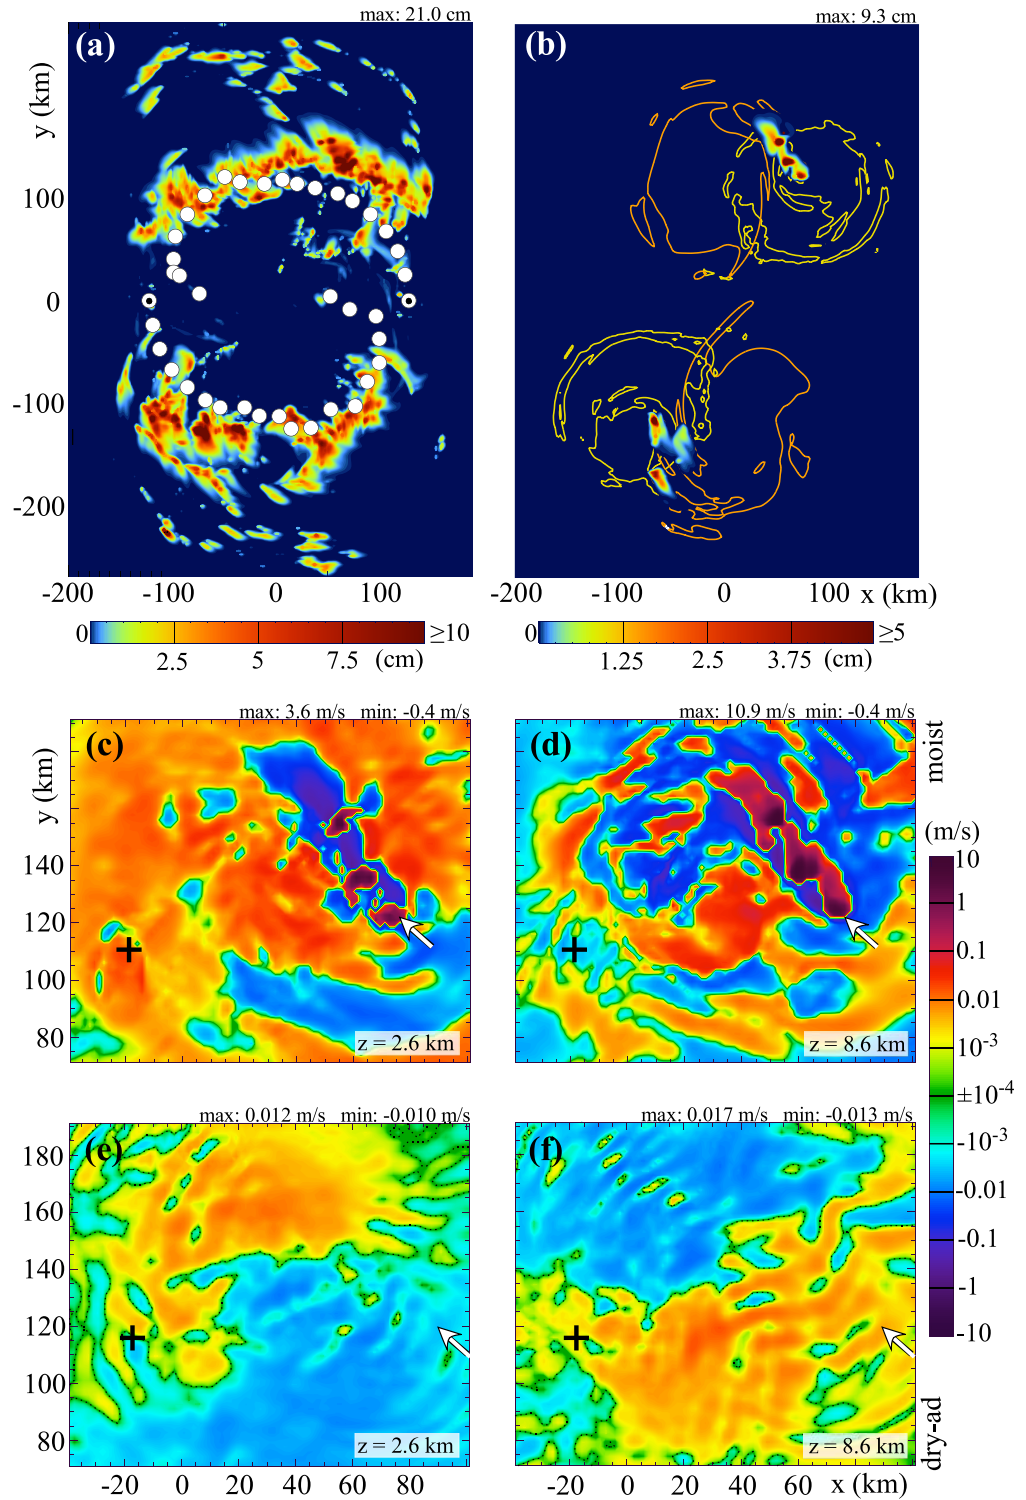 max: 21.0 cm
max: 9.3 cm
(a)
(b)
y (km)
100
0
-100
-200
-200 -100 0 100
-200 -100 0 100 x (km)
0 ≥10
2.5 5 7.5 (cm)
0 ≥5
1.25 2.5 3.75 (cm)
max: 3.6 m/s min: -0.4 m/s
max: 10.9 m/s min: -0.4 m/s
(c)
(d)
y (km)
160
140
120
100
80
z = 2.6 km
z = 8.6 km
moist
(m/s)
10
1
0.1
0.01
10-3
±10-4
-10-3
-0.01
-0.1
-1
-10
max: 0.012 m/s min: -0.010 m/s
max: 0.017 m/s min: -0.013 m/s
(e)
(f)
180
160
140
120
100
80
z = 2.6 km
z = 8.6 km
dry-ad
-20 0 20 40 60 80
-20 0 20 40 60 80 x (km)